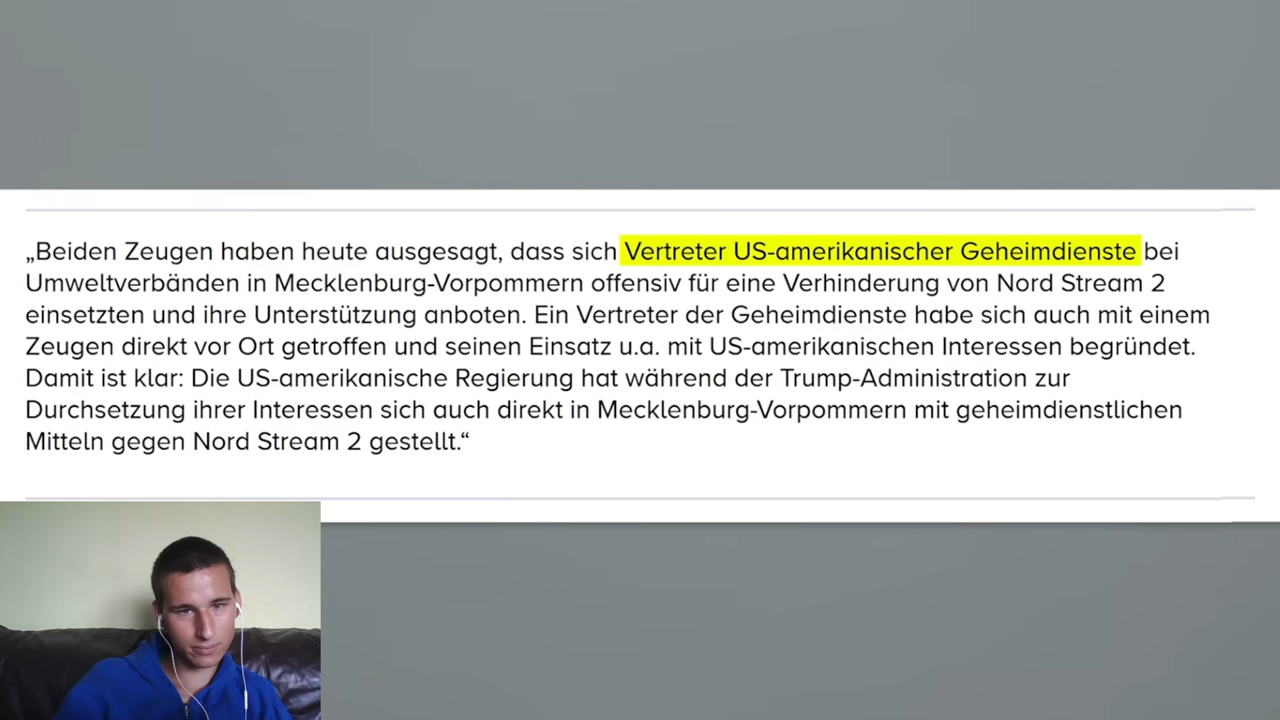 „Beiden Zeugen haben heute ausgesagt, dass sich Vertreter US-amerikanischer Geheimdienste bei
Umweltverbänden in Mecklenburg-Vorpommern offensiv für eine Verhinderung von Nord Stream 2
einsetzten und ihre Unterstützung anboten. Ein Vertreter der Geheimdienste habe sich auch mit einem
Zeugen direkt vor Ort getroffen und seinen Einsatz u.a. mit US-amerikanischen Interessen begründet.
Damit ist klar: Die US-amerikanische Regierung hat während der Trump-Administration zur
Durchsetzung ihrer Interessen sich auch direkt in Mecklenburg-Vorpommern mit geheimdienstlichen
Mitteln gegen Nord Stream 2 gestellt.“